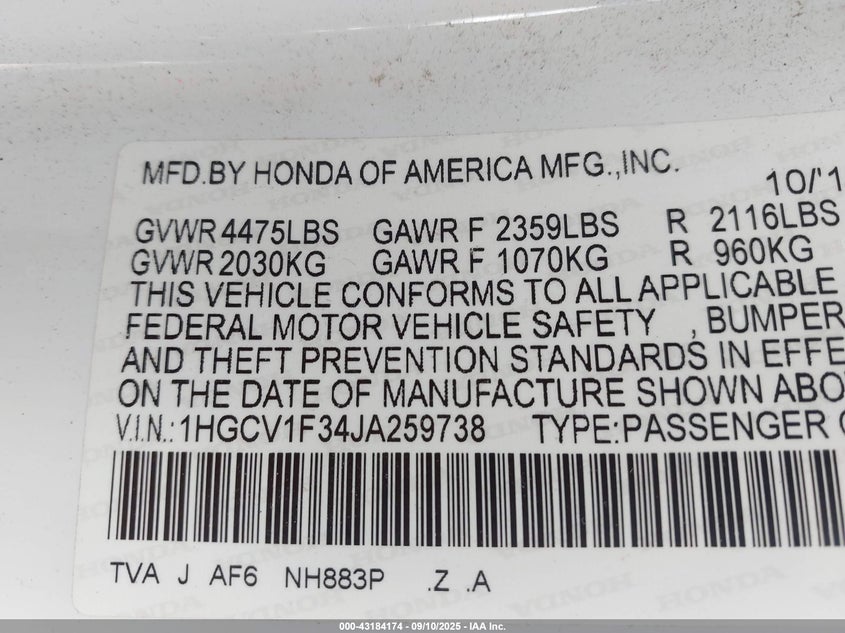 MFD.BY HONDA OF AMERICA MFG.,INC. 10/'1
GVWR 4475LBS GAWR F 2359LBS R 2116LBS
GVWR 2030KG GAWR F 1070KG R 960KG
THIS VEHICLE CONFORMS TO ALL APPLICABLE
FEDERAL MOTOR VEHICLE SAFETY , BUMPER
AND THEFT PREVENTION STANDARDS IN EFFE
ON THE DATE OF MANUFACTURE SHOWN ABO
V.I.N.:1HGCV1F34JA259738 TYPE:PASSENGER
TVA J AF6 NH883P .Z .A
000-43184174 - 09/10/2025 - IAA Inc.